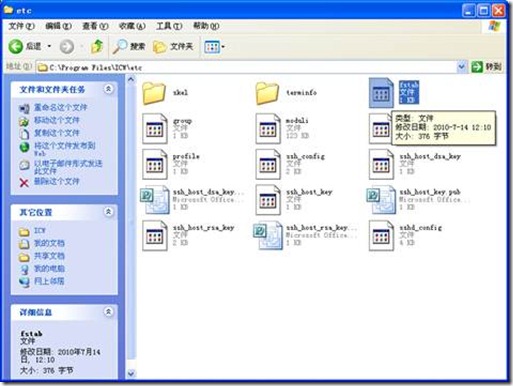 etc
文件(F) 编辑(E) 查看(V) 收藏(A) 工具(T) 帮助(H)
后退 搜索 文件夹
地址(D) C:\Program Files\ICW\etc 转到
文件和文件夹任务
重命名这个文件
移动这个文件
复制这个文件
将这个文件发布到
Web
以电子邮件形式发送
此文件
删除这个文件
其它位置
ICW
我的文档
共享文档
我的电脑
网上邻居
详细信息
fstab
文件
修改日期: 2010年7月14
日, 12:10
大小: 376 字节
skel
terminfo
fstab
文件
1 KB
group
文件
1 KB
moduli
文件
123 KB
类型: 文件
修改日期: 2010-7-14 12:10
大小: 376 字节
profile
文件
1 KB
ssh_config
文件
2 KB
ssh_host_dsa_key
文件
1 KB
ssh_host_dsa_key...
Microsoft Office...
1 KB
ssh_host_key
文件
1 KB
ssh_host_key.pub
Microsoft Office...
1 KB
ssh_host_rsa_key
文件
2 KB
ssh_host_rsa_key...
Microsoft Office...
1 KB
sshd_config
文件
4 KB